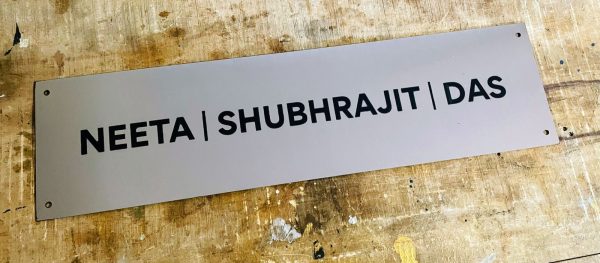 NEETA | SHUBHRAJIT | DAS